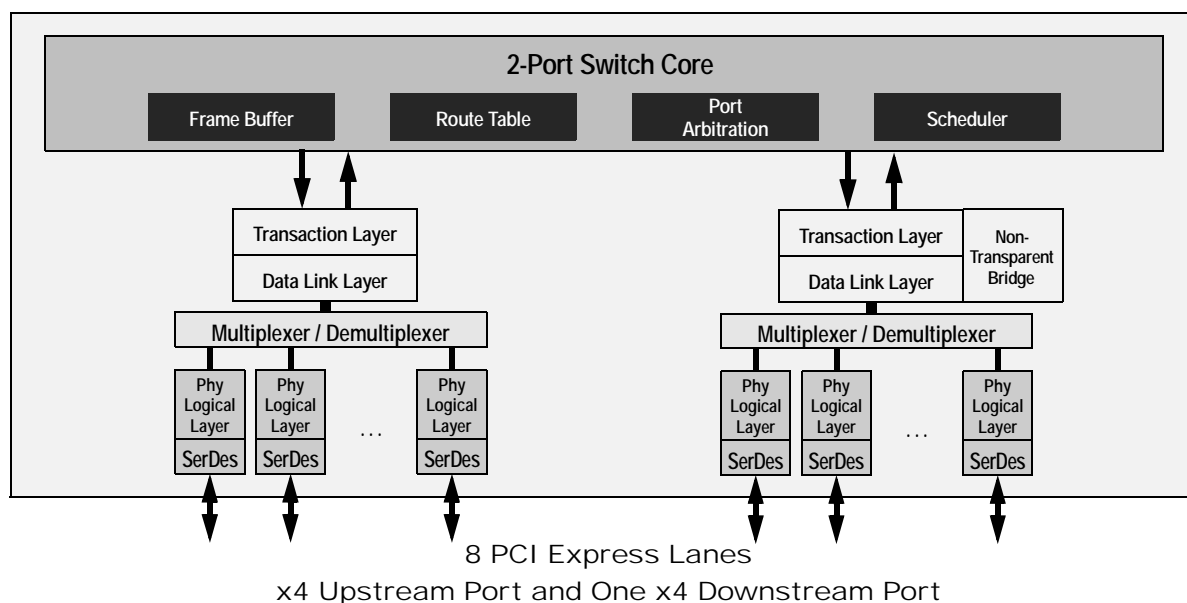 2-Port Switch Core
Frame Buffer
Route Table
Port
Arbitration
Scheduler
Transaction Layer
Data Link Layer
Multiplexer / Demultiplexer
Phy
Logical
Layer
SerDes
Phy
Logical
Layer
SerDes
...
Phy
Logical
Layer
SerDes
Transaction Layer
Data Link Layer
Non-
Transparent
Bridge
Multiplexer / Demultiplexer
Phy
Logical
Layer
SerDes
Phy
Logical
Layer
SerDes
...
Phy
Logical
Layer
SerDes
8 PCI Express Lanes
x4 Upstream Port and One x4 Downstream Port